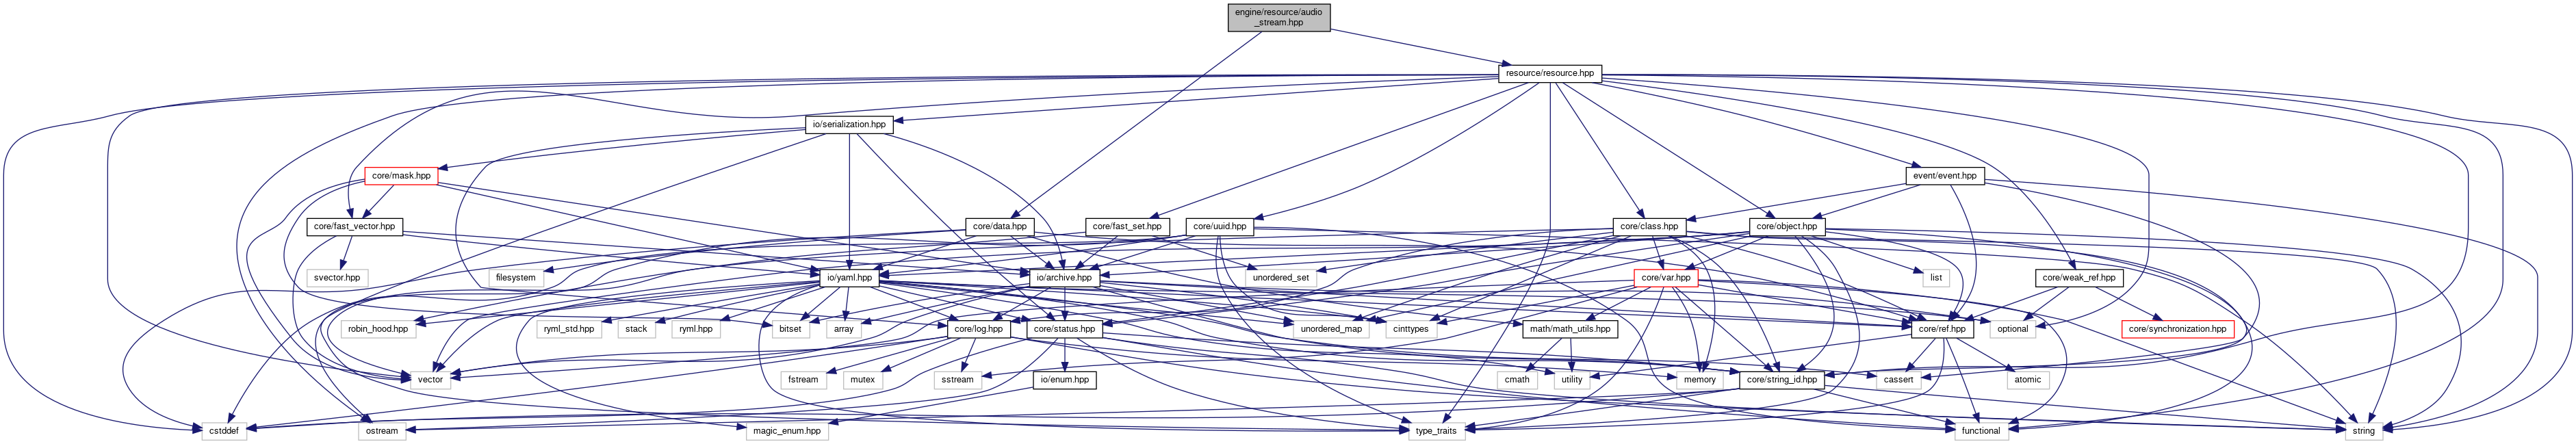 engine/resource/audio
_stream.hpp
resource/resource.hpp
io/serialization.hpp
core/mask.hpp
event/event.hpp
core/fast_vector.hpp
core/data.hpp
core/fast_set.hpp
core/uuid.hpp
core/class.hpp
core/object.hpp
svector.hpp
filesystem
io/yaml.hpp
io/archive.hpp
unordered_set
core/var.hpp
list
core/weak_ref.hpp
robin_hood.hpp
ryml_std.hpp
stack
ryml.hpp
bitset
array
core/log.hpp
core/status.hpp
unordered_map
cinttypes
math/math_utils.hpp
core/ref.hpp
optional
core/synchronization.hpp
vector
fstream
mutex
sstream
io/enum.hpp
cmath
utility
memory
core/string_id.hpp
cassert
atomic
cstddef
ostream
magic_enum.hpp
type_traits
functional
string